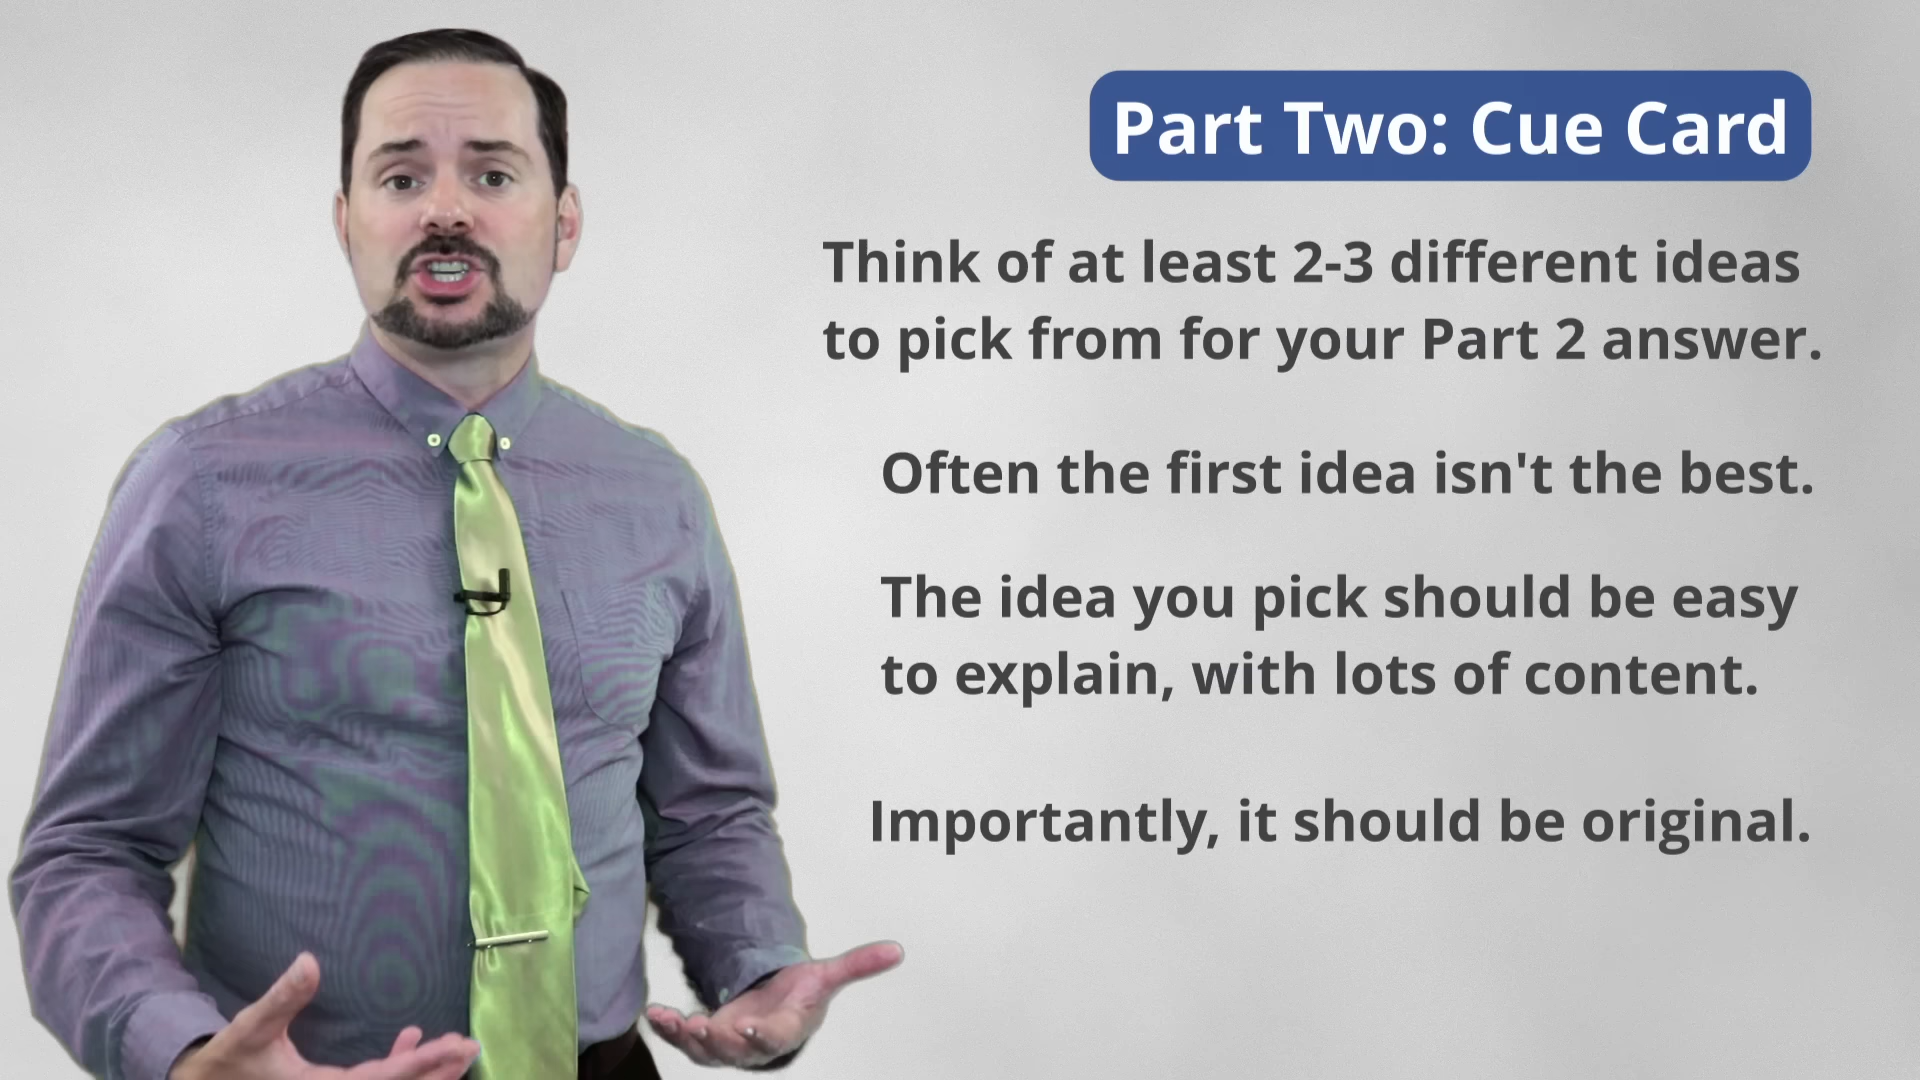 Part Two: Cue Card
Think of at least 2-3 different ideas
to pick from for your Part 2 answer.
Often the first idea isn't the best.
The idea you pick should be easy
to explain, with lots of content.
Importantly, it should be original.